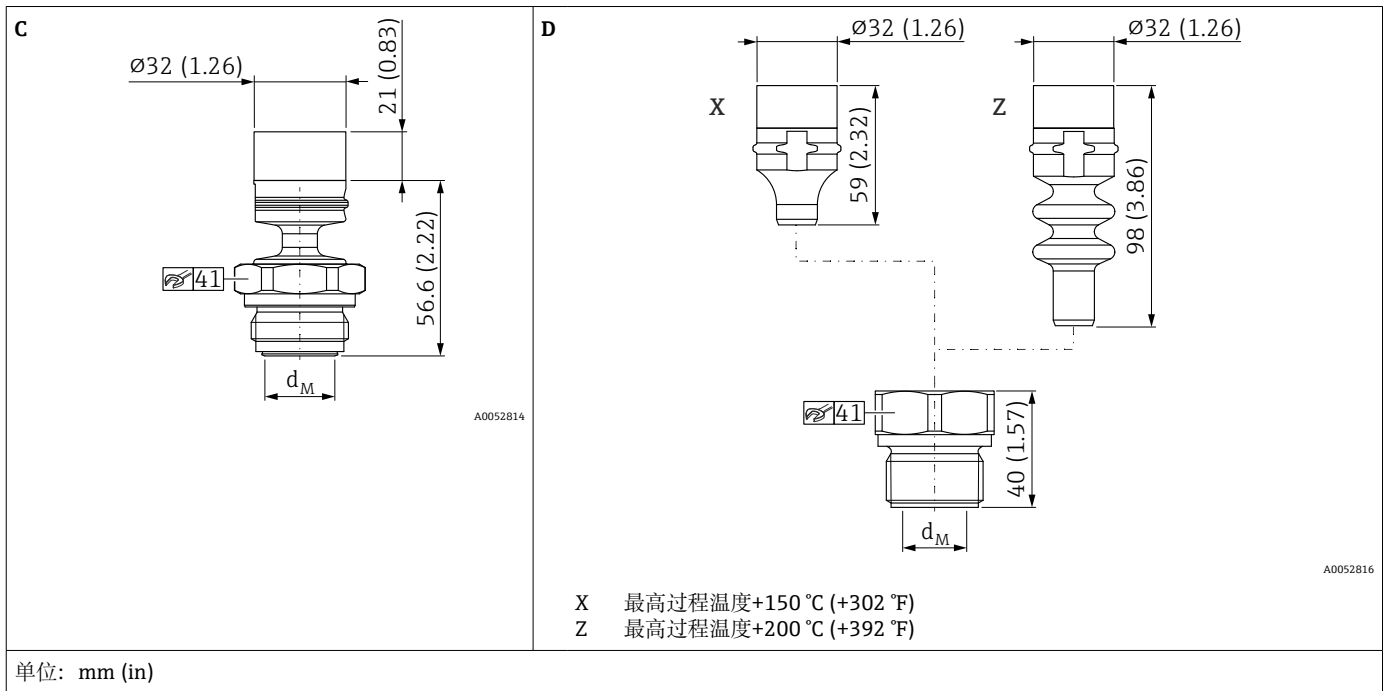 C
Ø32 (1.26)
21 (0.83)
41
56.6 (2.22)
dM
A0052814
D
Ø32 (1.26)
Ø32 (1.26)
X
Z
59 (2.32)
98 (3.86)
41
40 (1.57)
dM
A0052816
X 最高过程温度+150 °C (+302 °F)
Z 最高过程温度+200 °C (+392 °F)
单位: mm (in)